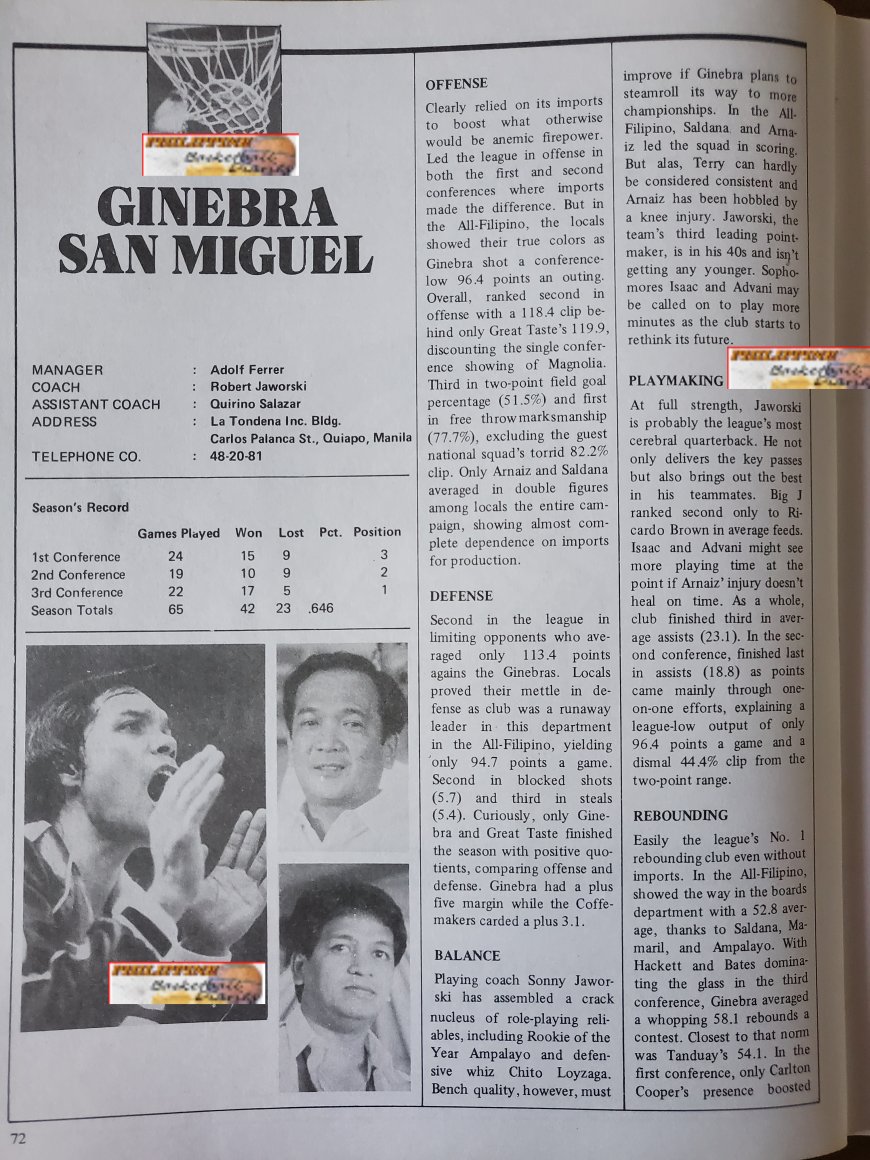 PHILIPPINE
Basketball
Diaries
GINEBRA
SAN MIGUEL
MANAGER : Adolf Ferrer
COACH : Robert Jaworski
ASSISTANT COACH : Quirino Salazar
ADDRESS : La Tondena Inc. Bldg.
Carlos Palanca St., Quiapo, Manila
TELEPHONE CO. : 48-20-81
Season's Record
Games Played Won Lost Pct. Position
1st Conference 24 15 9 3
2nd Conference 19 10 9 2
3rd Conference 22 17 5 1
Season Totals 65 42 23 .646
PHILIPPINE
Basketball
Diaries
72
OFFENSE
Clearly relied on its imports
to boost what otherwise
would be anemic firepower.
Led the league in offense in
both the first and second
conferences where imports
made the difference. But in
the All-Filipino, the locals
showed their true colors as
Ginebra shot a conference-
low 96.4 points an outing.
Overall, ranked second in
offense with a 118.4 clip be-
hind only Great Taste's 119.9,
discounting the single confer-
ence showing of Magnolia.
Third in two-point field goal
percentage (51.5%) and first
in free throw marksmanship
(77.7%), excluding the guest
national squad's torrid 82.2%
clip. Only Arnaiz and Saldana
averaged in double figures
among locals the entire cam-
paign, showing almost com-
plete dependence on imports
for production.
DEFENSE
Second in the league in
limiting opponents who ave-
raged only 113.4 points
agains the Ginebras. Locals
proved their mettle in de-
fense as club was a runaway
leader in this department
in the All-Filipino, yielding
only 94.7 points a game.
Second in blocked shots
(5.7) and third in steals
(5.4). Curiously, only Gine-
bra and Great Taste finished
the season with positive quo-
tients, comparing offense and
defense. Ginebra had a plus
five margin while the Coffe-
makers carded a plus 3.1.
BALANCE
Playing coach Sonny Jawor-
ski has assembled a crack
nucleus of role-playing reli-
ables, including Rookie of the
Year Ampalayo and defen-
sive whiz Chito Loyzaga.
Bench quality, however, must
improve if Ginebra plans to
steamroll its way to more
championships. In the All-
Filipino, Saldana and Arna-
iz led the squad in scoring.
But alas, Terry can hardly
be considered consistent and
Arnaiz has been hobbled by
a knee injury. Jaworski, the
team's third leading point-
maker, is in his 40s and isn't
getting any younger. Sopho-
mores Isaac and Advani may
be called on to play more
minutes as the club starts to
rethink its future.
PHILIPPINE
Basketball
Diaries
PLAYMAKING
At full strength, Jaworski
is probably the league's most
cerebral quarterback. He not
only delivers the key passes
but also brings out the best
in his teammates. Big J
ranked second only to Ri-
cardo Brown in average feeds.
Isaac and Advani might see
more playing time at the
point if Arnaiz' injury doesn't
heal on time. As a whole,
club finished third in aver-
age assists (23.1). In the sec-
ond conference, finished last
in assists (18.8) as points
came mainly through one-
on-one efforts, explaining a
league-low output of only
96.4 points a game and a
dismal 44.4% clip from the
two-point range.
REBOUNDING
Easily the league's No. 1
rebounding club even without
imports. In the All-Filipino,
showed the way in the boards
department with a 52.8 aver-
age, thanks to Saldana, Ma-
maril, and Ampalayo. With
Hackett and Bates domina-
ting the glass in the third
conference, Ginebra averaged
a whopping 58.1 rebounds a
contest. Closest to that norm
was Tanduay's 54.1. In the
first conference, only Carlton
Cooper's presence boosted